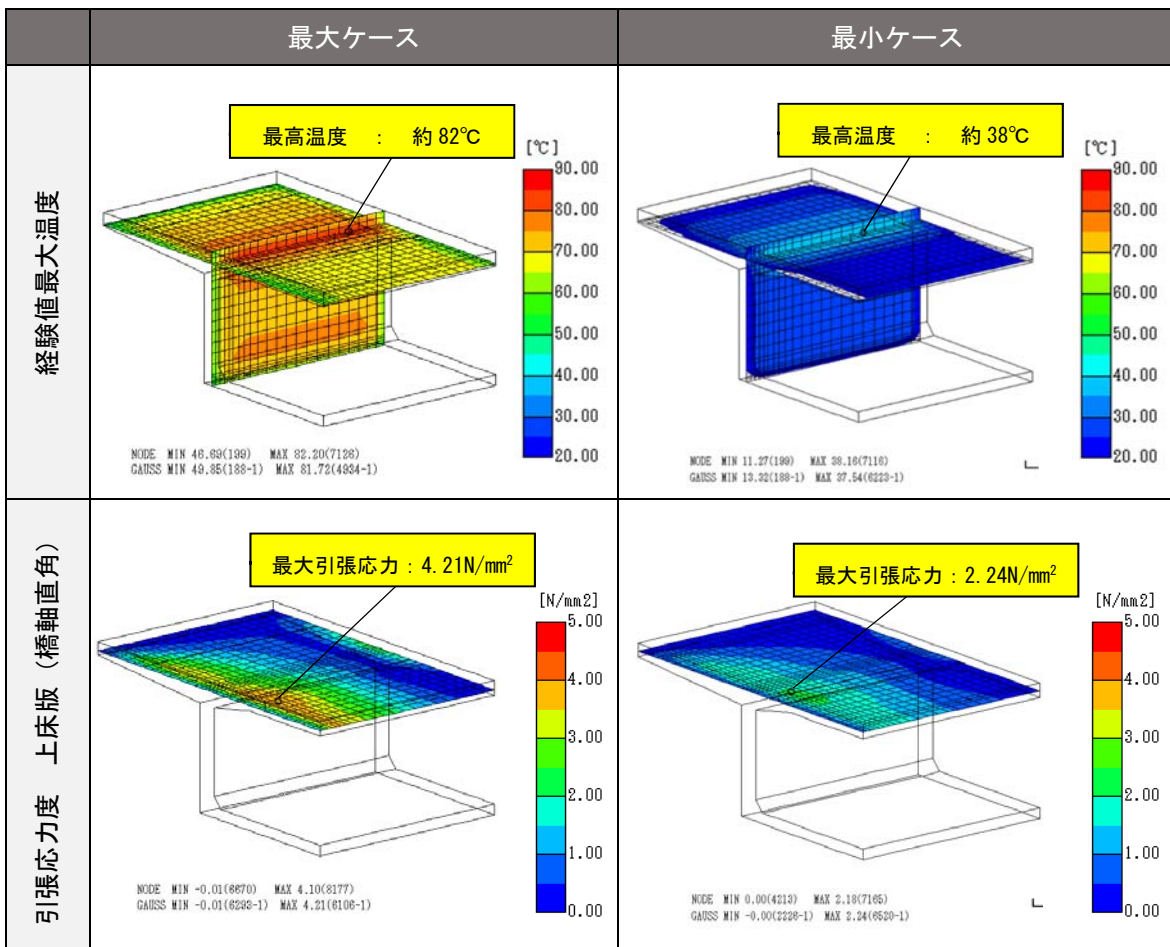 最大ケース
最小ケース
経験値最大温度
最高温度 : 約82℃
[℃]
90.00
80.00
70.00
60.00
50.00
40.00
30.00
20.00
NODE MIN 46.69(199) MAX 82.20(7126)
GAUSS MIN 49.85(188-1) MAX 81.72(4934-1)
最高温度 : 約38℃
[℃]
90.00
80.00
70.00
60.00
50.00
40.00
30.00
20.00
NODE MIN 11.27(199) MAX 38.16(7116)
GAUSS MIN 13.32(188-1) MAX 37.54(6223-1)
引張応力度 上床版 (橋軸直角)
最大引張応力:4.21N/mm²
[N/mm2]
5.00
4.00
3.00
2.00
1.00
0.00
NODE MIN -0.01(6670) MAX 4.10(8177)
GAUSS MIN -0.01(6293-1) MAX 4.21(6106-1)
最大引張応力:2.24N/mm²
[N/mm2]
5.00
4.00
3.00
2.00
1.00
0.00
NODE MIN 0.00(4213) MAX 2.18(7165)
GAUSS MIN -0.00(2226-1) MAX 2.24(6520-1)